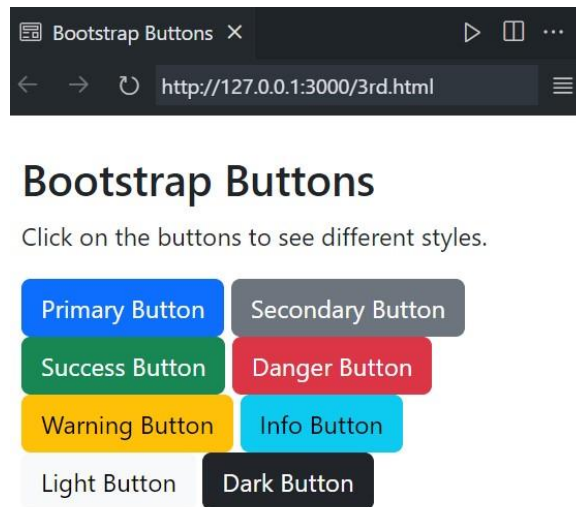 Bootstrap Buttons
http://127.0.0.1:3000/3rd.html
Bootstrap Buttons
Click on the buttons to see different styles.
Primary Button Secondary Button
Success Button Danger Button
Warning Button Info Button
Light Button Dark Button